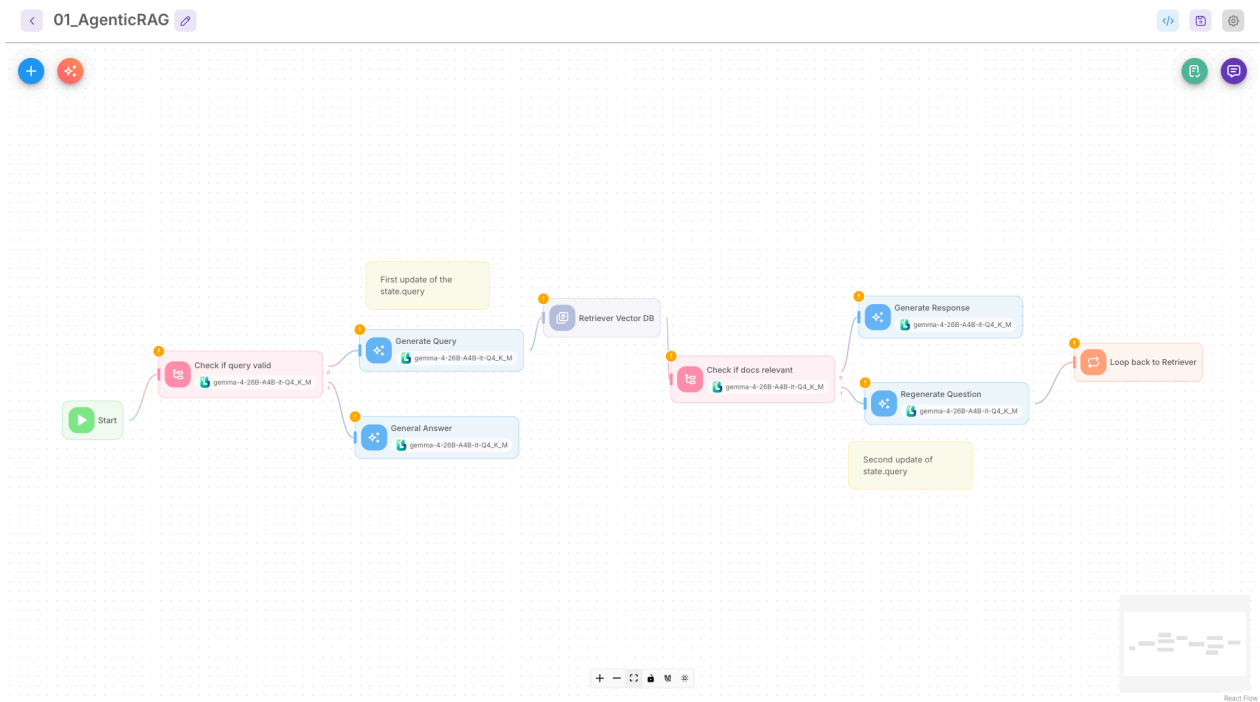 01_AgenticRAG
First update of the
state.query
Start
Check if query valid
gemma-4-26B-A4B-it-Q4_K_M
Generate Query
gemma-4-26B-A4B-it-Q4_K_M
General Answer
gemma-4-26B-A4B-it-Q4_K_M
Retriever Vector DB
Check if docs relevant
gemma-4-26B-A4B-it-Q4_K_M
Generate Response
gemma-4-26B-A4B-it-Q4_K_M
Regenerate Question
gemma-4-26B-A4B-it-Q4_K_M
Second update of
state.query
Loop back to Retriever
React Flow